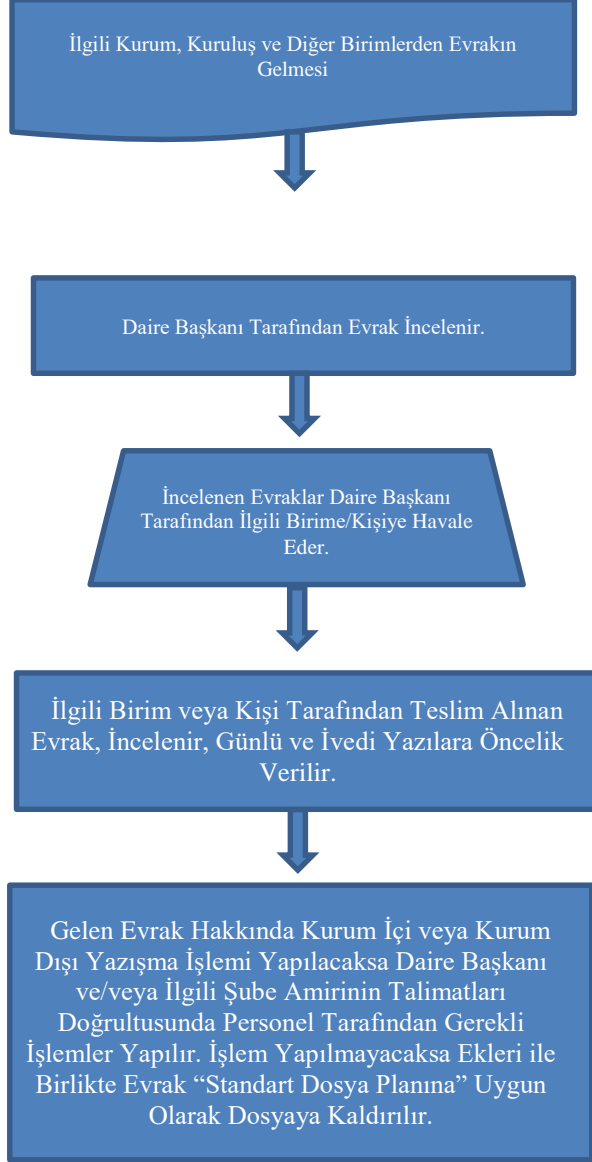 İlgili Kurum, Kuruluş ve Diğer Birimlerden Evrakın
Gelmesi
Daire Başkanı Tarafından Evrak İncelenir.
İncelenen Evraklar Daire Başkanı
Tarafından İlgili Birime/Kişiye Havale
Eder.
İlgili Birim veya Kişi Tarafından Teslim Alınan
Evrak, İncelenir, Günlü ve İvedi Yazılara Öncelik
Verilir.
Gelen Evrak Hakkında Kurum İçi veya Kurum
Dışı Yazışma İşlemi Yapılacaksa Daire Başkanı
ve/veya İlgili Şube Amirinin Talimatları
Doğrultusunda Personel Tarafından Gerekli
İşlemler Yapılır. İşlem Yapılmayacaksa Ekleri ile
Birlikte Evrak “Standart Dosya Planına” Uygun
Olarak Dosyaya Kaldırılır.